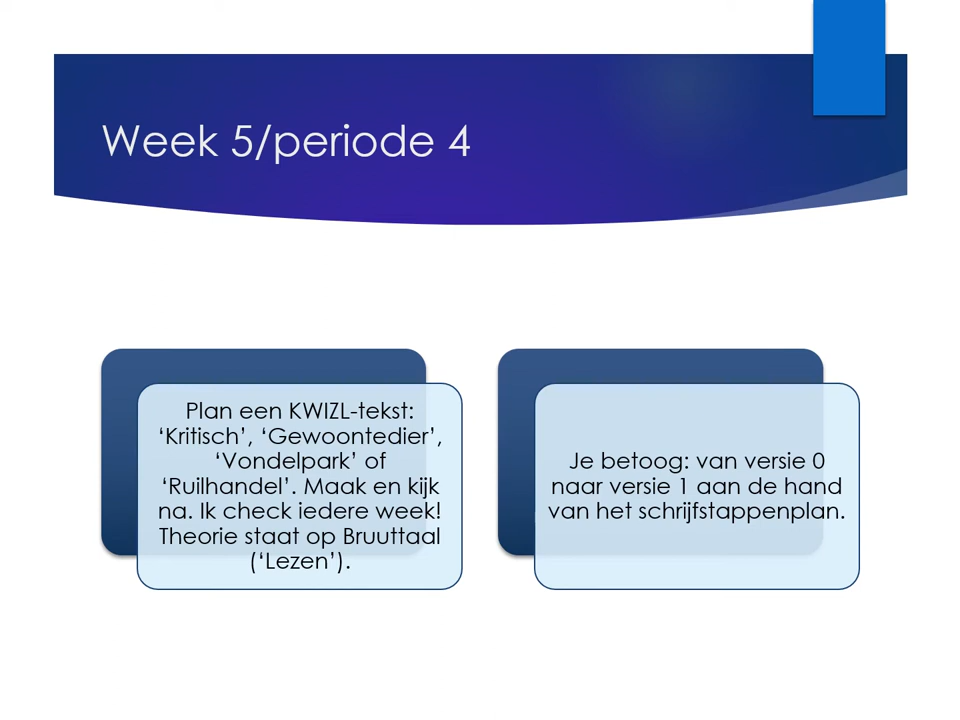 Week 5/periode 4
Plan een KWIZL-tekst:
‘Kritisch’, ‘Gewoontedier’,
‘Vondelpark’ of
‘Ruilhandel’. Maak en kijk
na. Ik check iedere week!
Theorie staat op Bruuttaal
(‘Lezen’).
Je betoog: van versie 0
naar versie 1 aan de hand
van het schrijfstappenplan.